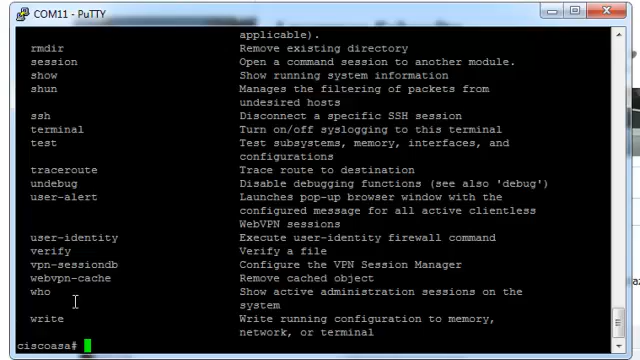 COM11 - PuTTY
applicable).
rmdir Remove existing directory
session Open a command session to another module.
show Show running system information
shun Manages the filtering of packets from
undesired hosts
ssh Disconnect a specific SSH session
terminal Turn on/off syslogging to this terminal
test Test subsystems, memory, interfaces, and
configurations
traceroute Trace route to destination
undebug Disable debugging functions (see also 'debug')
user-alert Launches pop-up browser window with the
configured message for all active clientless
WebVPN sessions
user-identity Execute user-identity firewall command
verify Verify a file
vpn-sessiondb Configure the VPN Session Manager
webvpn-cache Remove cached object
who Show active administration sessions on the
system
write Write running configuration to memory,
network, or terminal
ciscoasa#